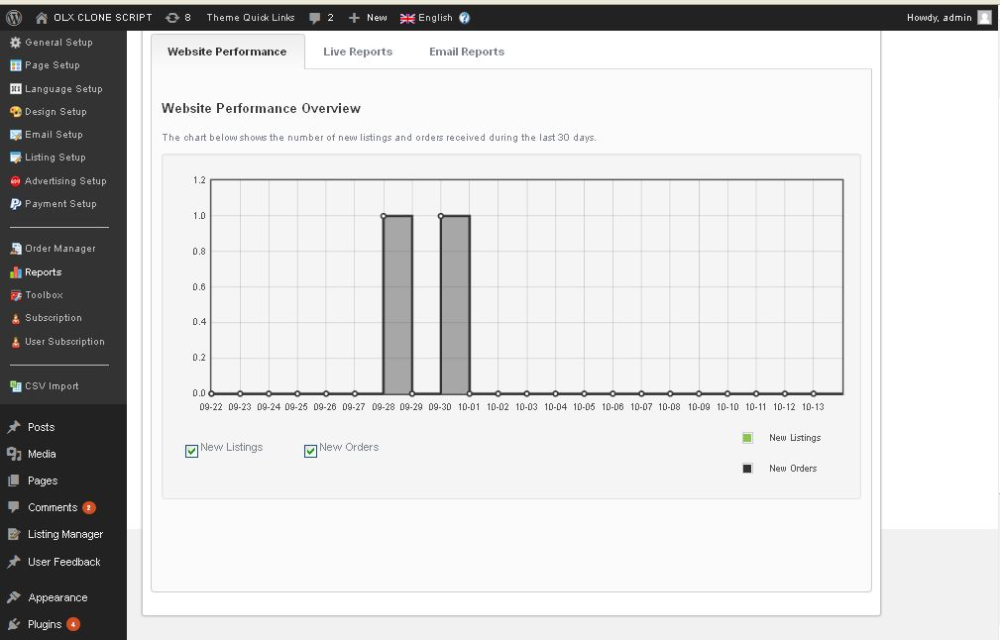 OLX CLONE SCRIPT 8 Theme Quick Links 2 New English ? Howdy, admin
General Setup
Page Setup
Language Setup
Design Setup
Email Setup
Listing Setup
Advertising Setup
Payment Setup
Order Manager
Reports
Toolbox
Subscription
User Subscription
CSV Import
Posts
Media
Pages
Comments 2
Listing Manager
User Feedback
Appearance
Plugins 4
Website Performance Live Reports Email Reports
Website Performance Overview
The chart below shows the number of new listings and orders received during the last 30 days.
1.2
1.0
0.8
0.6
0.4
0.2
0.0
09-22 09-23 09-24 09-25 09-26 09-27 09-28 09-29 09-30 10-01 10-02 10-03 10-04 10-05 10-06 10-07 10-08 10-09 10-10 10-11 10-12 10-13
New Listings New Orders
New Listings
New Orders